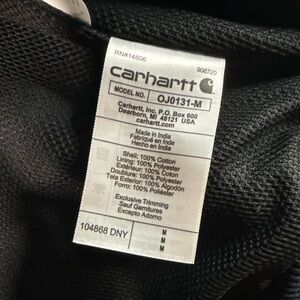 RN#14806 906720
carhartt
MODEL NO. OJ0131-M
Carhartt, Inc. P.O. Box 600
Dearborn, MI 48121 USA
carhartt.com
Made in India
Fabriqué en Inde
Hecho en India
Shell: 100% Cotton
Lining: 100% Polyester
Extérieur: 100% Coton
Doublure: 100% Polyester
Tela Exterior: 100% Algodón
Forro: 100% Poliéster
Exclusive Trimming
Sauf Garnitures
Excepto Adorno
M
104868 DNY M
M